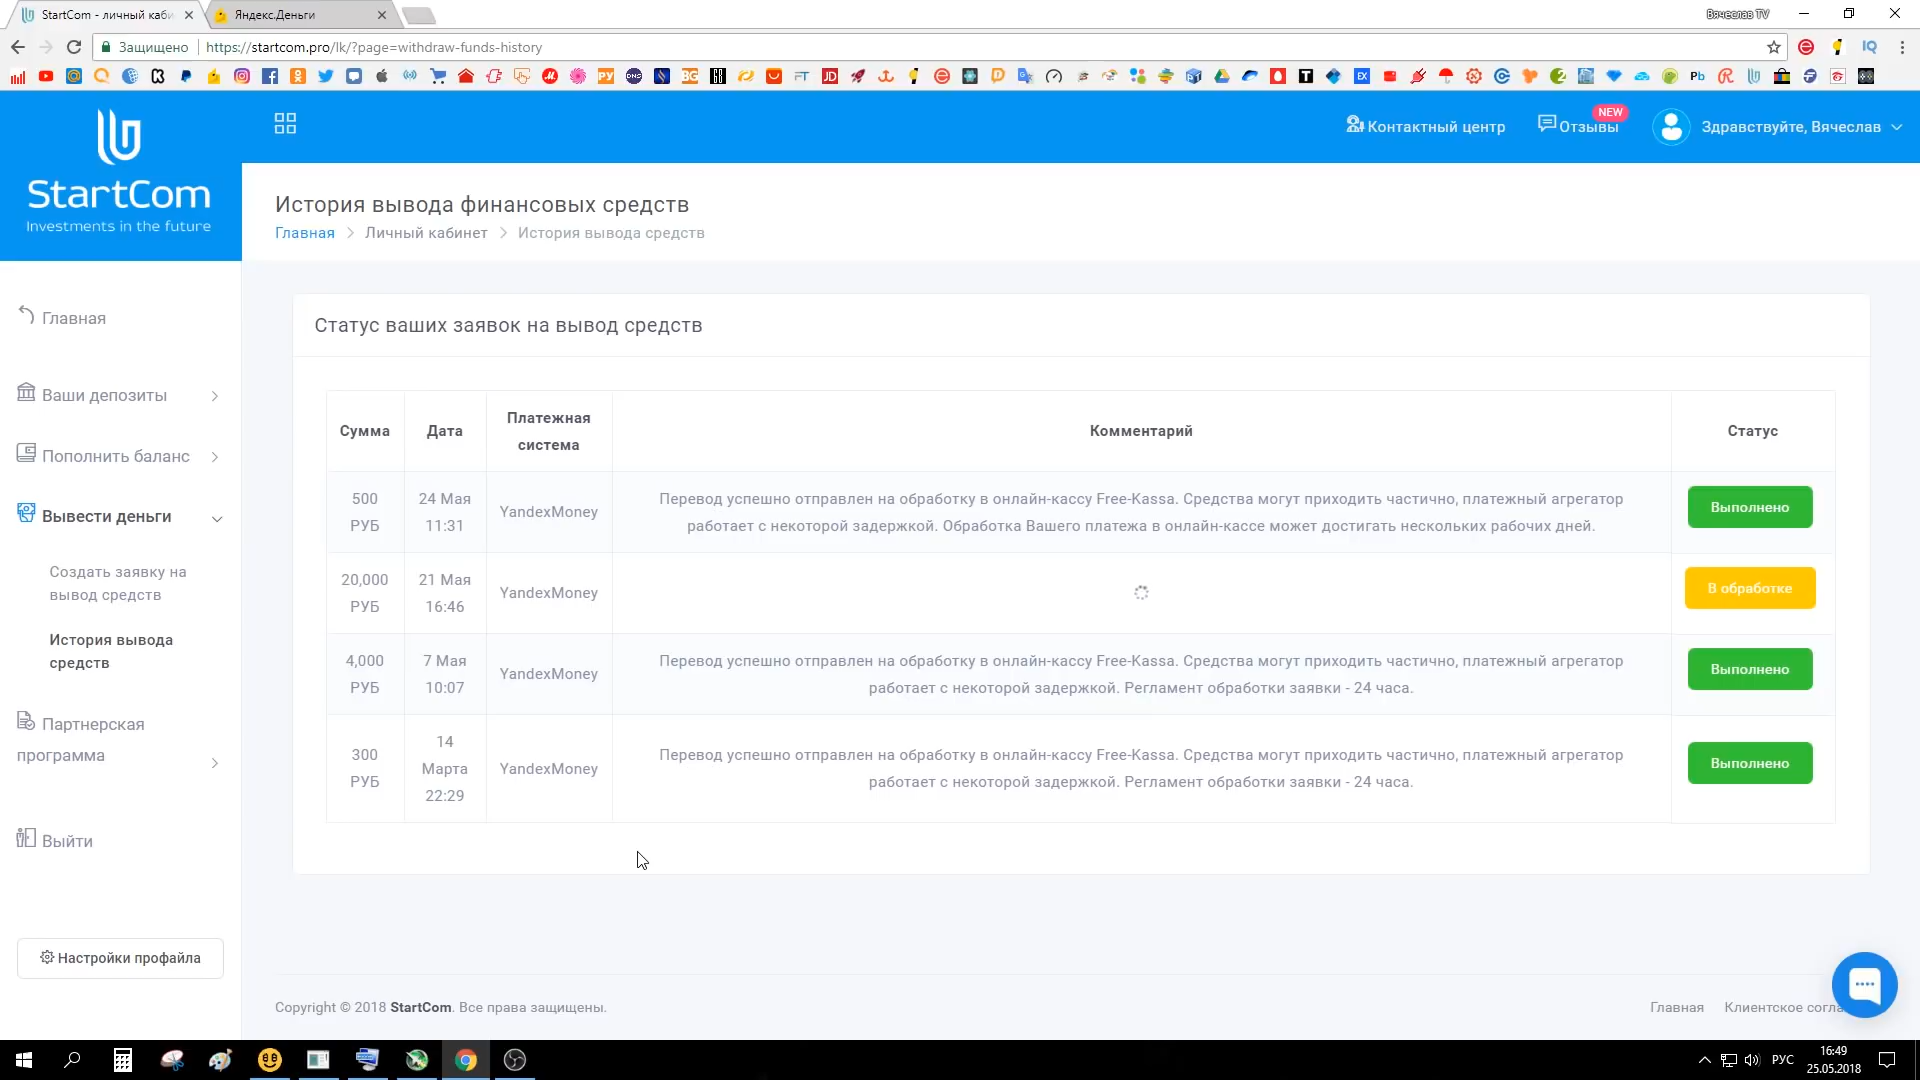 StartCom - личный каби
Яндекс.Деньги
Вячеслав TV
Защищено
https://startcom.pro/lk/?page=withdraw-funds-history
StartCom
Investments in the future
Контактный центр
Отзывы
NEW
Здравствуйте, Вячеслав
История вывода финансовых средств
Главная
Личный кабинет
История вывода средств
Главная
Ваши депозиты
Пополнить баланс
Вывести деньги
Создать заявку на
вывод средств
История вывода
средств
Партнерская
программа
Выйти
Настройки профайла
Статус ваших заявок на вывод средств
Сумма
Дата
Платежная
система
Комментарий
Статус
500
РУБ
24 Мая
11:31
YandexMoney
Перевод успешно отправлен на обработку в онлайн-кассу Free-Kassa. Средства могут приходить частично, платежный агрегатор
работает с некоторой задержкой. Обработка Вашего платежа в онлайн-кассе может достигать нескольких рабочих дней.
Выполнено
20,000
РУБ
21 Мая
16:46
YandexMoney
В обработке
4,000
РУБ
7 Мая
10:07
YandexMoney
Перевод успешно отправлен на обработку в онлайн-кассу Free-Kassa. Средства могут приходить частично, платежный агрегатор
работает с некоторой задержкой. Регламент обработки заявки - 24 часа.
Выполнено
300
РУБ
14
Марта
22:29
YandexMoney
Перевод успешно отправлен на обработку в онлайн-кассу Free-Kassa. Средства могут приходить частично, платежный агрегатор
работает с некоторой задержкой. Регламент обработки заявки - 24 часа.
Выполнено
Copyright © 2018 StartCom. Все права защищены.
Главная
Клиентское согла
РУС
16:49
25.05.2018